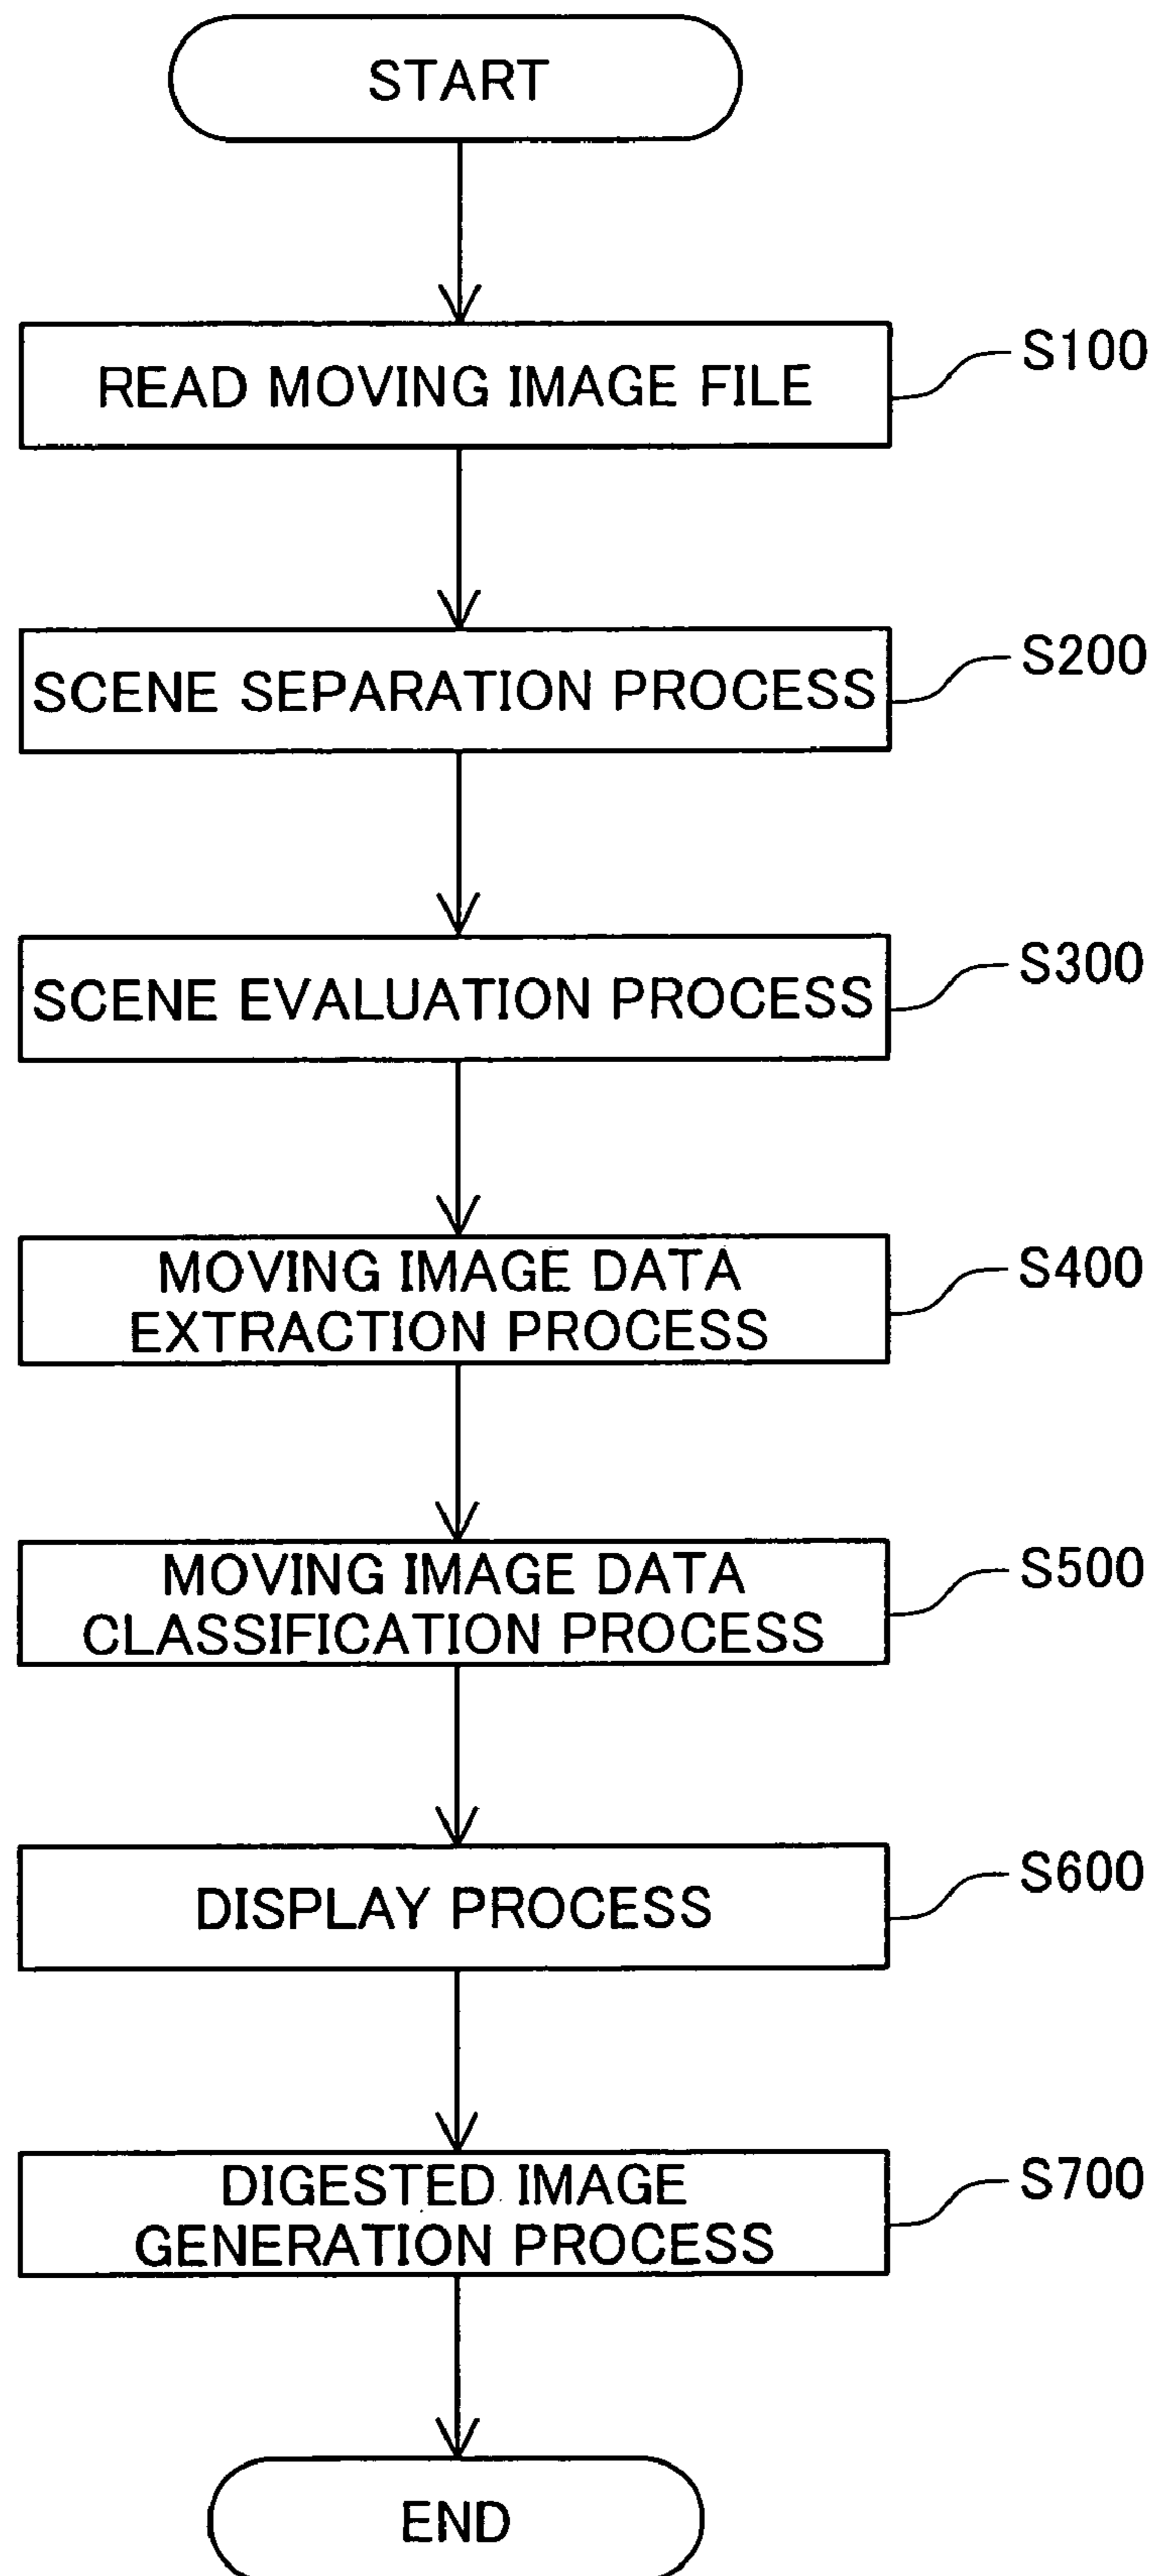 START
READ MOVING IMAGE FILE
S100
SCENE SEPARATION PROCESS
S200
SCENE EVALUATION PROCESS
S300
MOVING IMAGE DATA
EXTRACTION PROCESS
S400
MOVING IMAGE DATA
CLASSIFICATION PROCESS
S500
DISPLAY PROCESS
S600
DIGESTED IMAGE
GENERATION PROCESS
S700
END